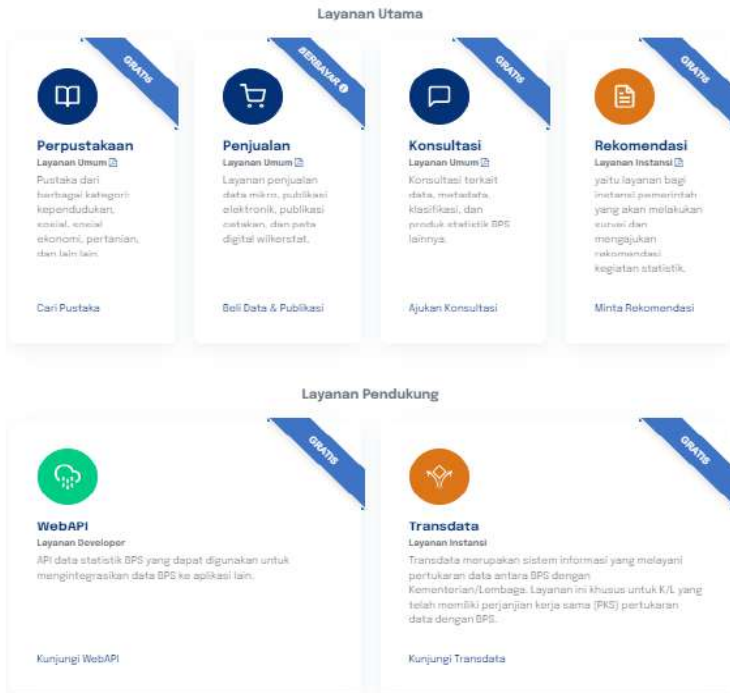 Layanan Utama
GRATIS
Perpustakaan
Layanan Umum
Pustaka dari
berbagai kategori:
kependudukan,
sosial, sosial
ekonomi, pertanian,
dan lain lain
Cari Pustaka
BERBAYAR
Penjualan
Layanan Umum
Layanan penjualan
data mikro, publikasi
elektronik, publikasi
cetakan, dan peta
digital wilkerstat.
Beli Data & Publikasi
GRATIS
Konsultasi
Layanan Umum
Konsultasi terkait
data, metadata,
klasifikasi, dan
produk statistik BPS
lainnya.
Ajukan Konsultasi
GRATIS
Rekomendasi
Layanan Instansi
yaitu layanan bagi
instansi pemerintah
yang akan melakukan
survei dan
mengajukan
rekomendasi
kegiatan statistik.
Minta Rekomendasi
Layanan Pendukung
GRATIS
WebAPI
Layanan Developer
API data statistik BPS yang dapat digunakan untuk
mengintegrasikan data BPS ke aplikasi lain.
Kunjungi WebAPI
GRATIS
Transdata
Layanan Instansi
Transdata merupakan sistem informasi yang melayani
pertukaran data antara BPS dengan
Kementerian/Lembaga. Layanan ini khusus untuk K/L yang
telah memiliki perjanjian kerja sama (PKS) pertukaran
data dengan BPS.
Kunjungi Transdata